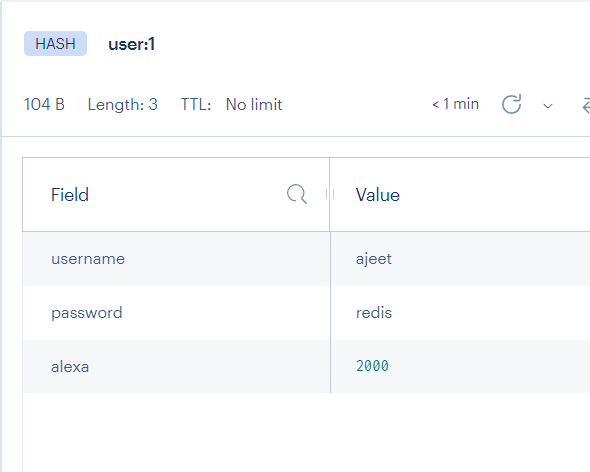 HASH user:1
104 B Length: 3 TTL: No limit < 1 min
Field Value
username ajeet
password redis
alexa 2000